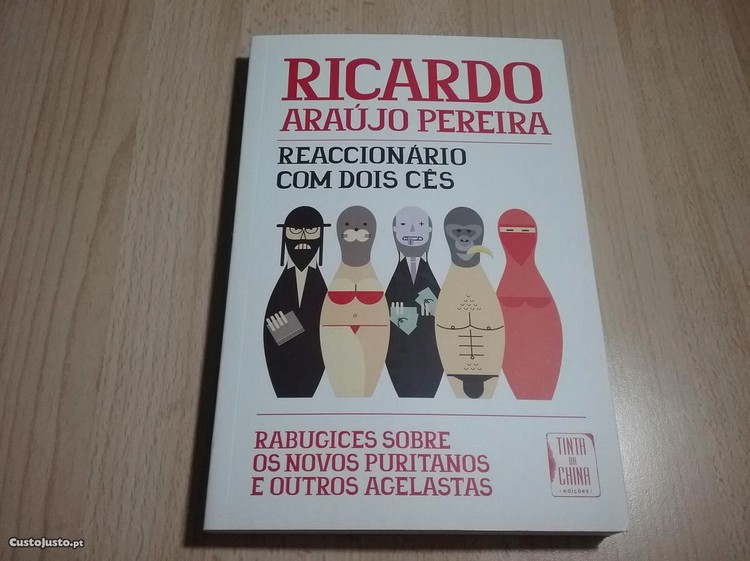 RICARDO
ARAÚJO PEREIRA
REACCIONÁRIO
COM DOIS CÊS
RABUGICES SOBRE
OS NOVOS PURITANOS
E OUTROS AGELASTAS
TINTA
DA
CHINA
edições
CustoJusto.pt